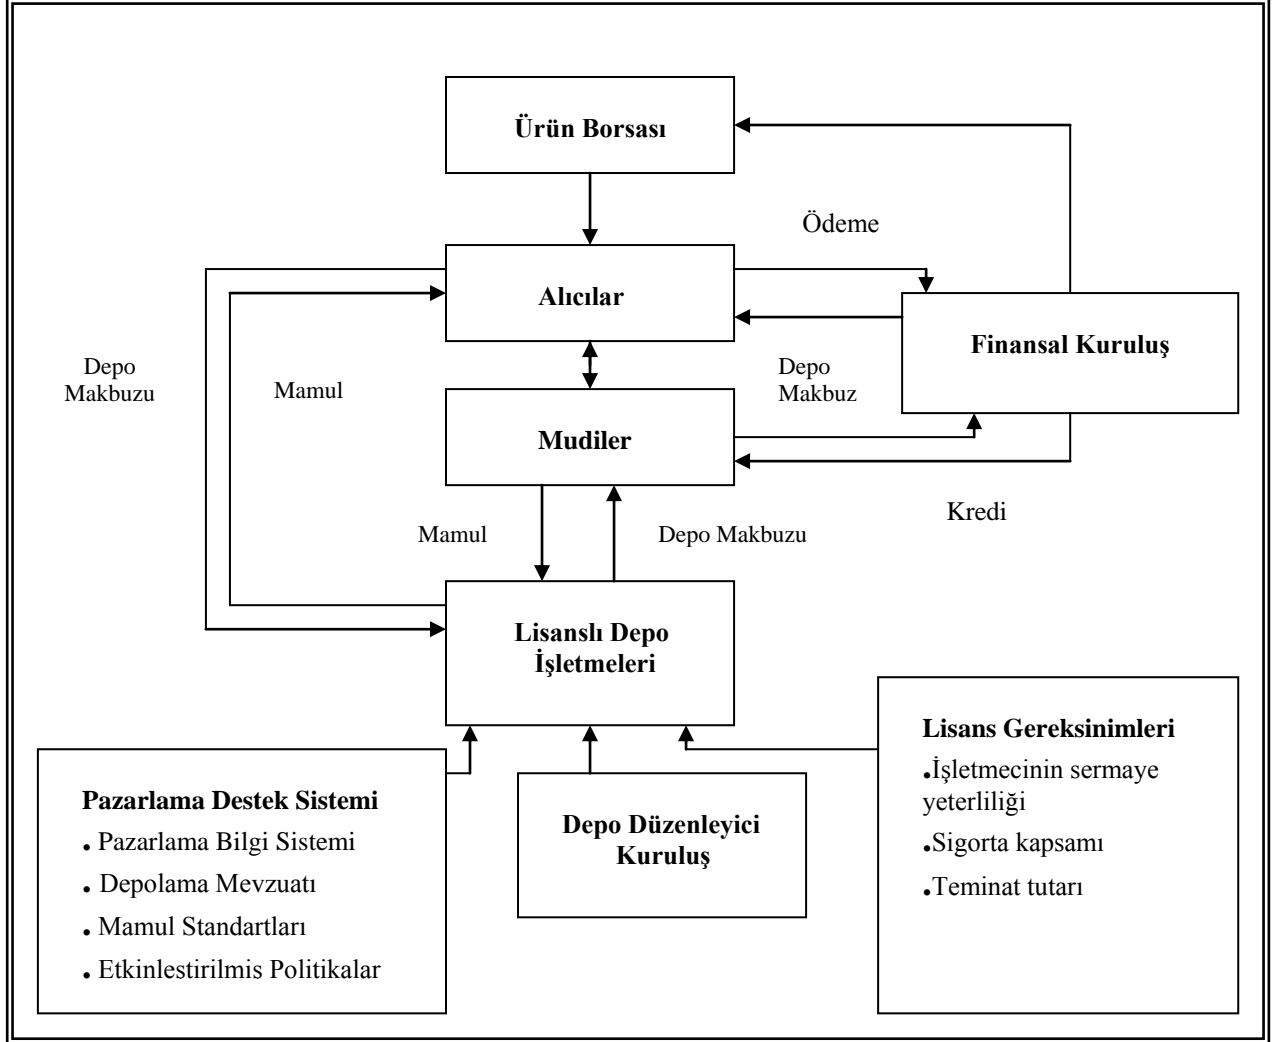 Ürün Borsası
Ödeme
Alıcılar
Finansal Kuruluş
Depo
Makbuzu
Mamul
Depo
Makbuz
Mudiler
Kredi
Mamul
Depo Makbuzu
Lisanslı Depo
İşletmeleri
Pazarlama Destek Sistemi
. Pazarlama Bilgi Sistemi
. Depolama Mevzuatı
. Mamul Standartları
. Etkinlestirilmis Politikalar
Depo Düzenleyici
Kuruluş
Lisans Gereksinimleri
.İşletmecinin sermaye
yeterliliği
.Sigorta kapsamı
.Teminat tutarı